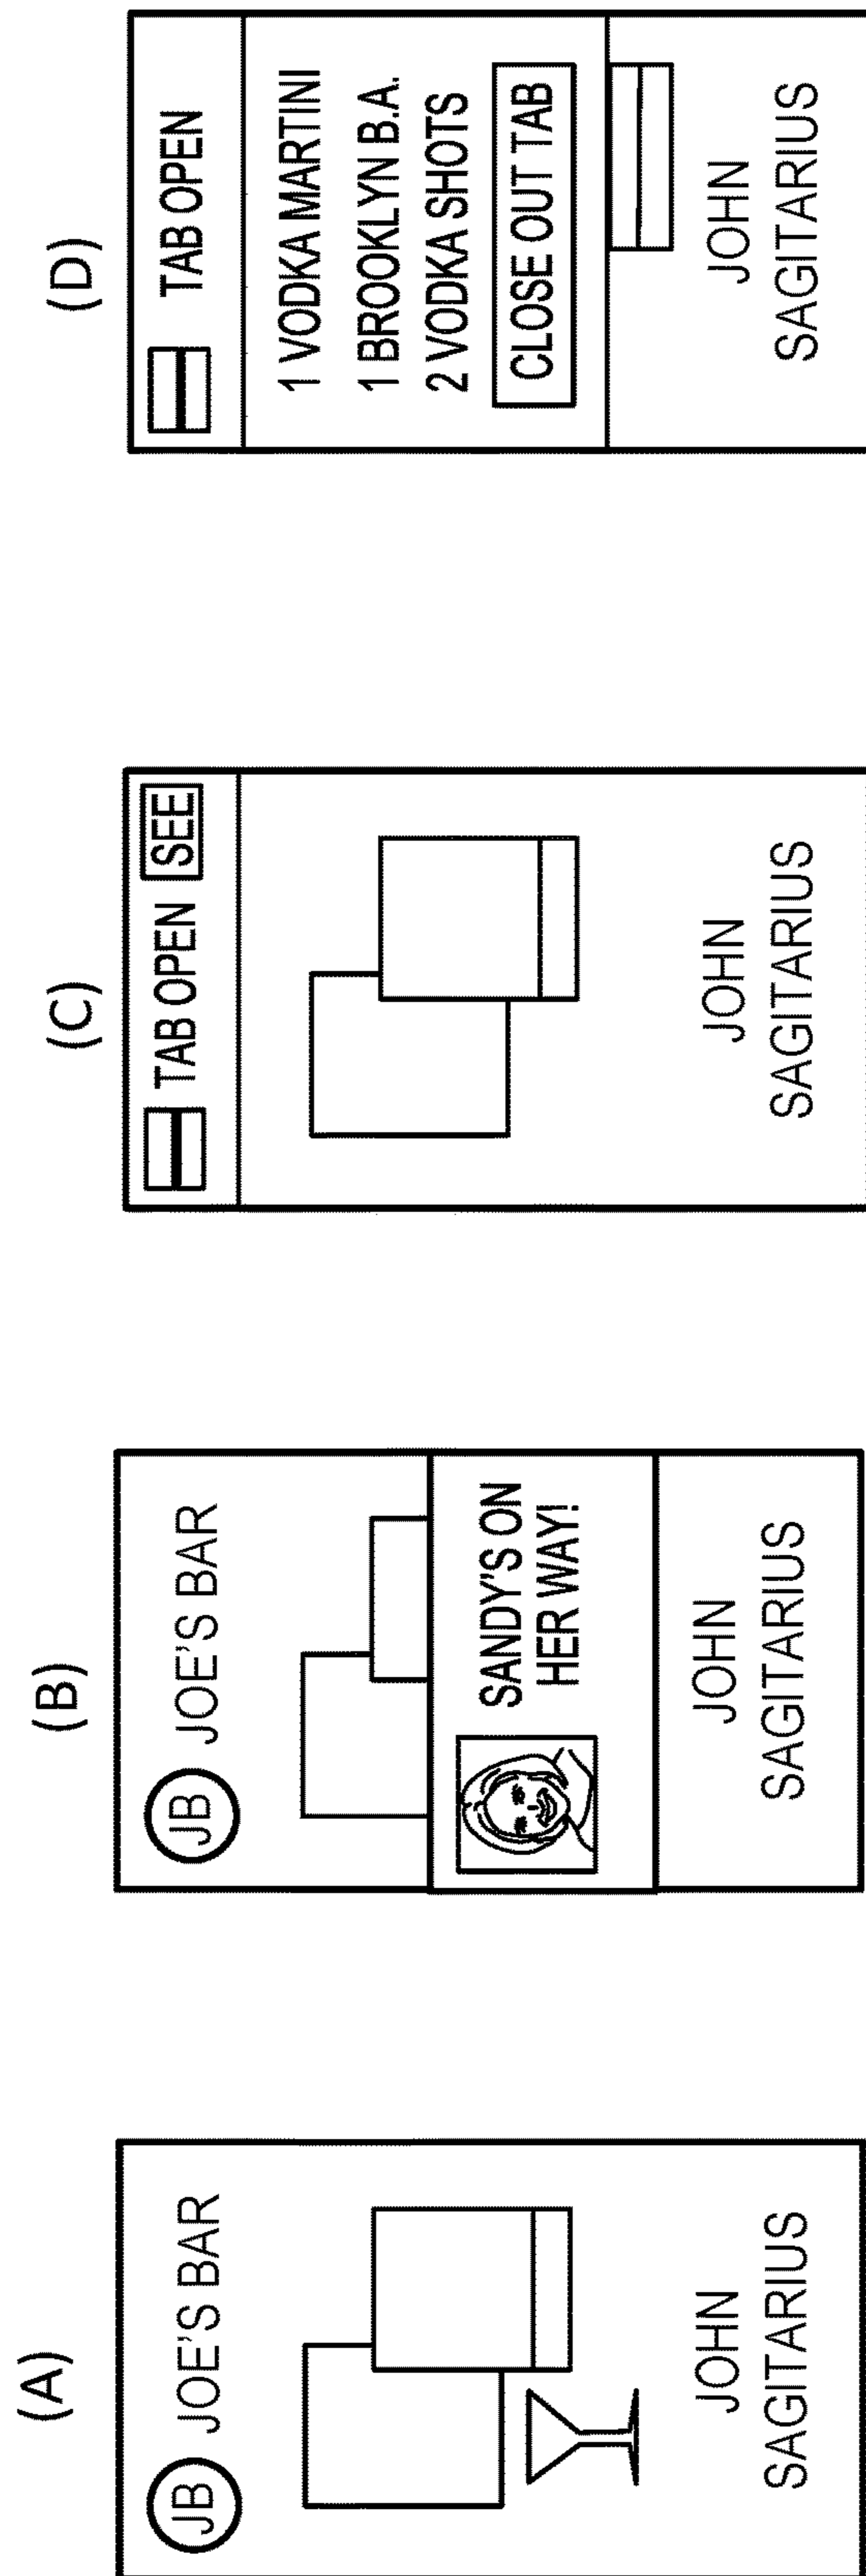 (A)
JB JOE'S BAR
JOHN
SAGITARIUS
(B)
JB JOE'S BAR
SANDY'S ON
HER WAY!
JOHN
SAGITARIUS
(C)
TAB OPEN SEE
JOHN
SAGITARIUS
(D)
TAB OPEN
1 VODKA MARTINI
1 BROOKLYN B.A.
2 VODKA SHOTS
CLOSE OUT TAB
JOHN
SAGITARIUS